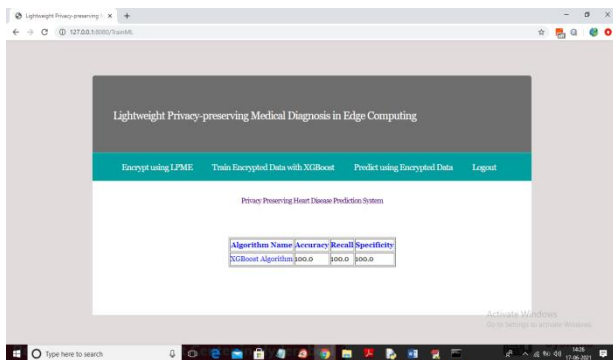 Lightweight Privacy-preserving
127.0.0.1:8080/TrainML
Lightweight Privacy-preserving Medical Diagnosis in Edge Computing
Encrypt using LPME Train Encrypted Data with XGBoost Predict using Encrypted Data Logout
Privacy Preserving Heart Disease Prediction System
Algorithm Name Accuracy Recall Specificity
XGBoost Algorithm 100.0 100.0 100.0
Activate Windows
Go to Settings to activate Windows.
Type here to search
14:26
17-06-2021